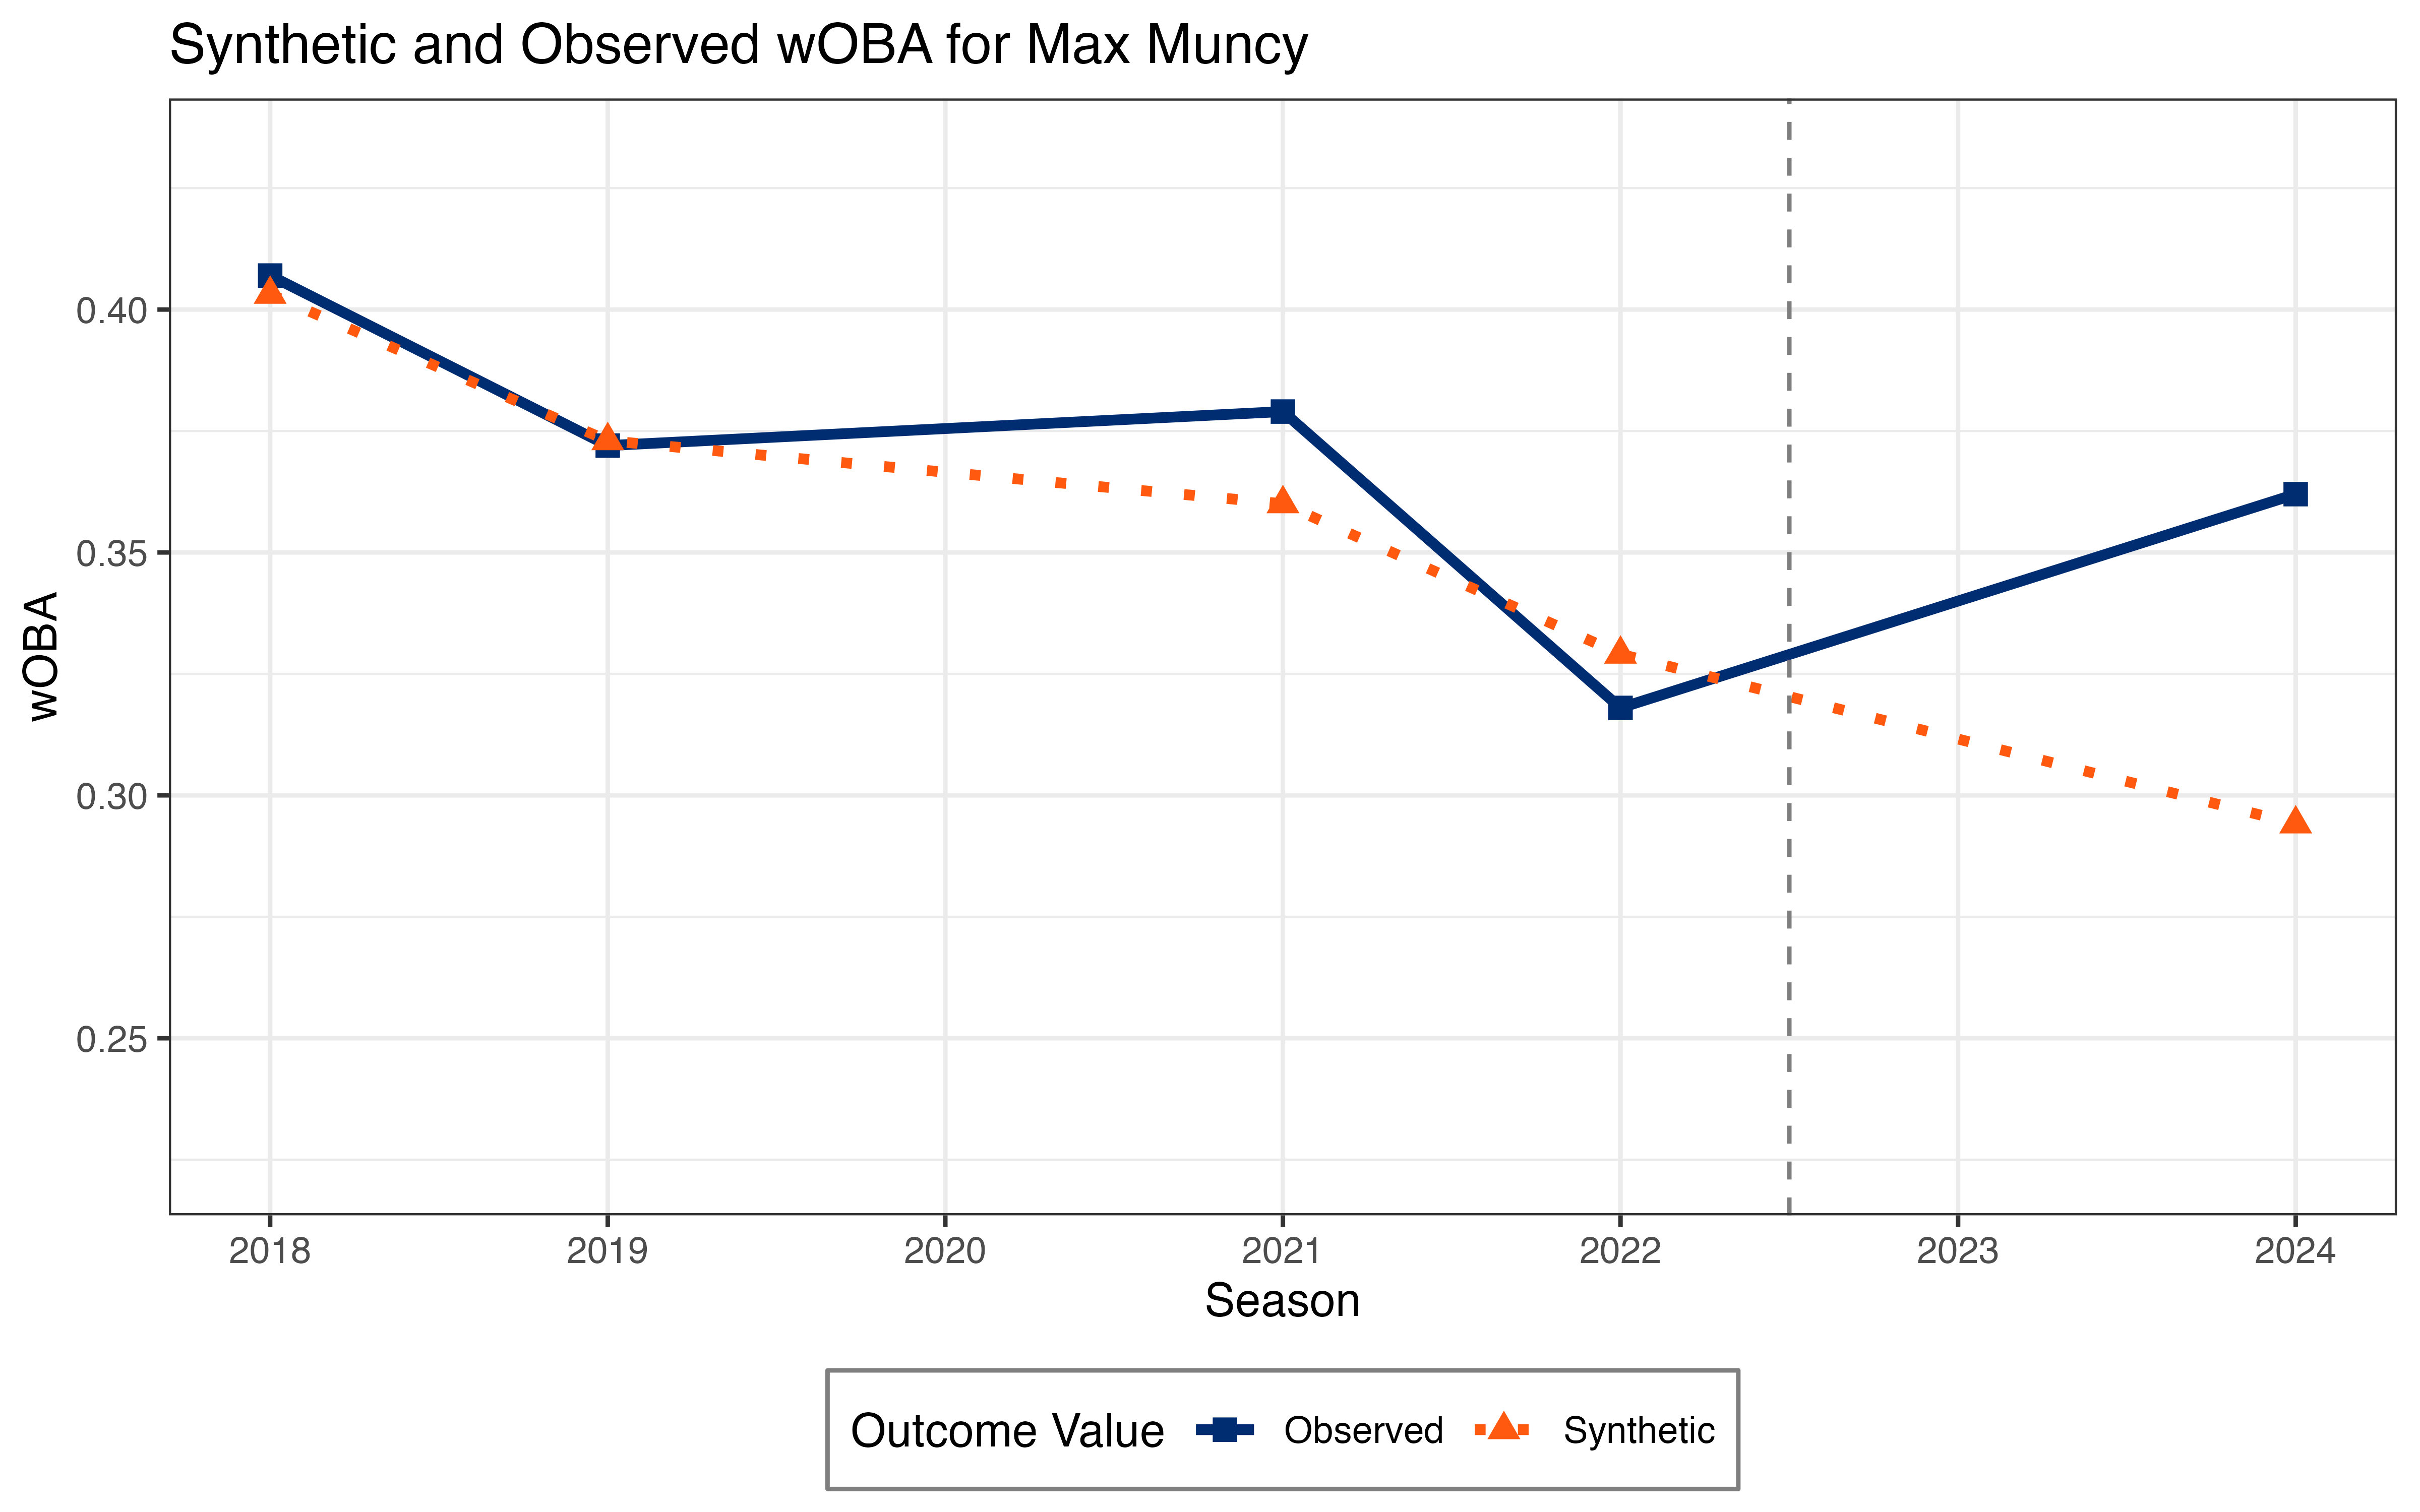 Synthetic and Observed wOBA for Max Muncy
wOBA
0.40
0.35
0.30
0.25
2018 2019 2020 2021 2022 2023 2024
Season
Outcome Value Observed Synthetic